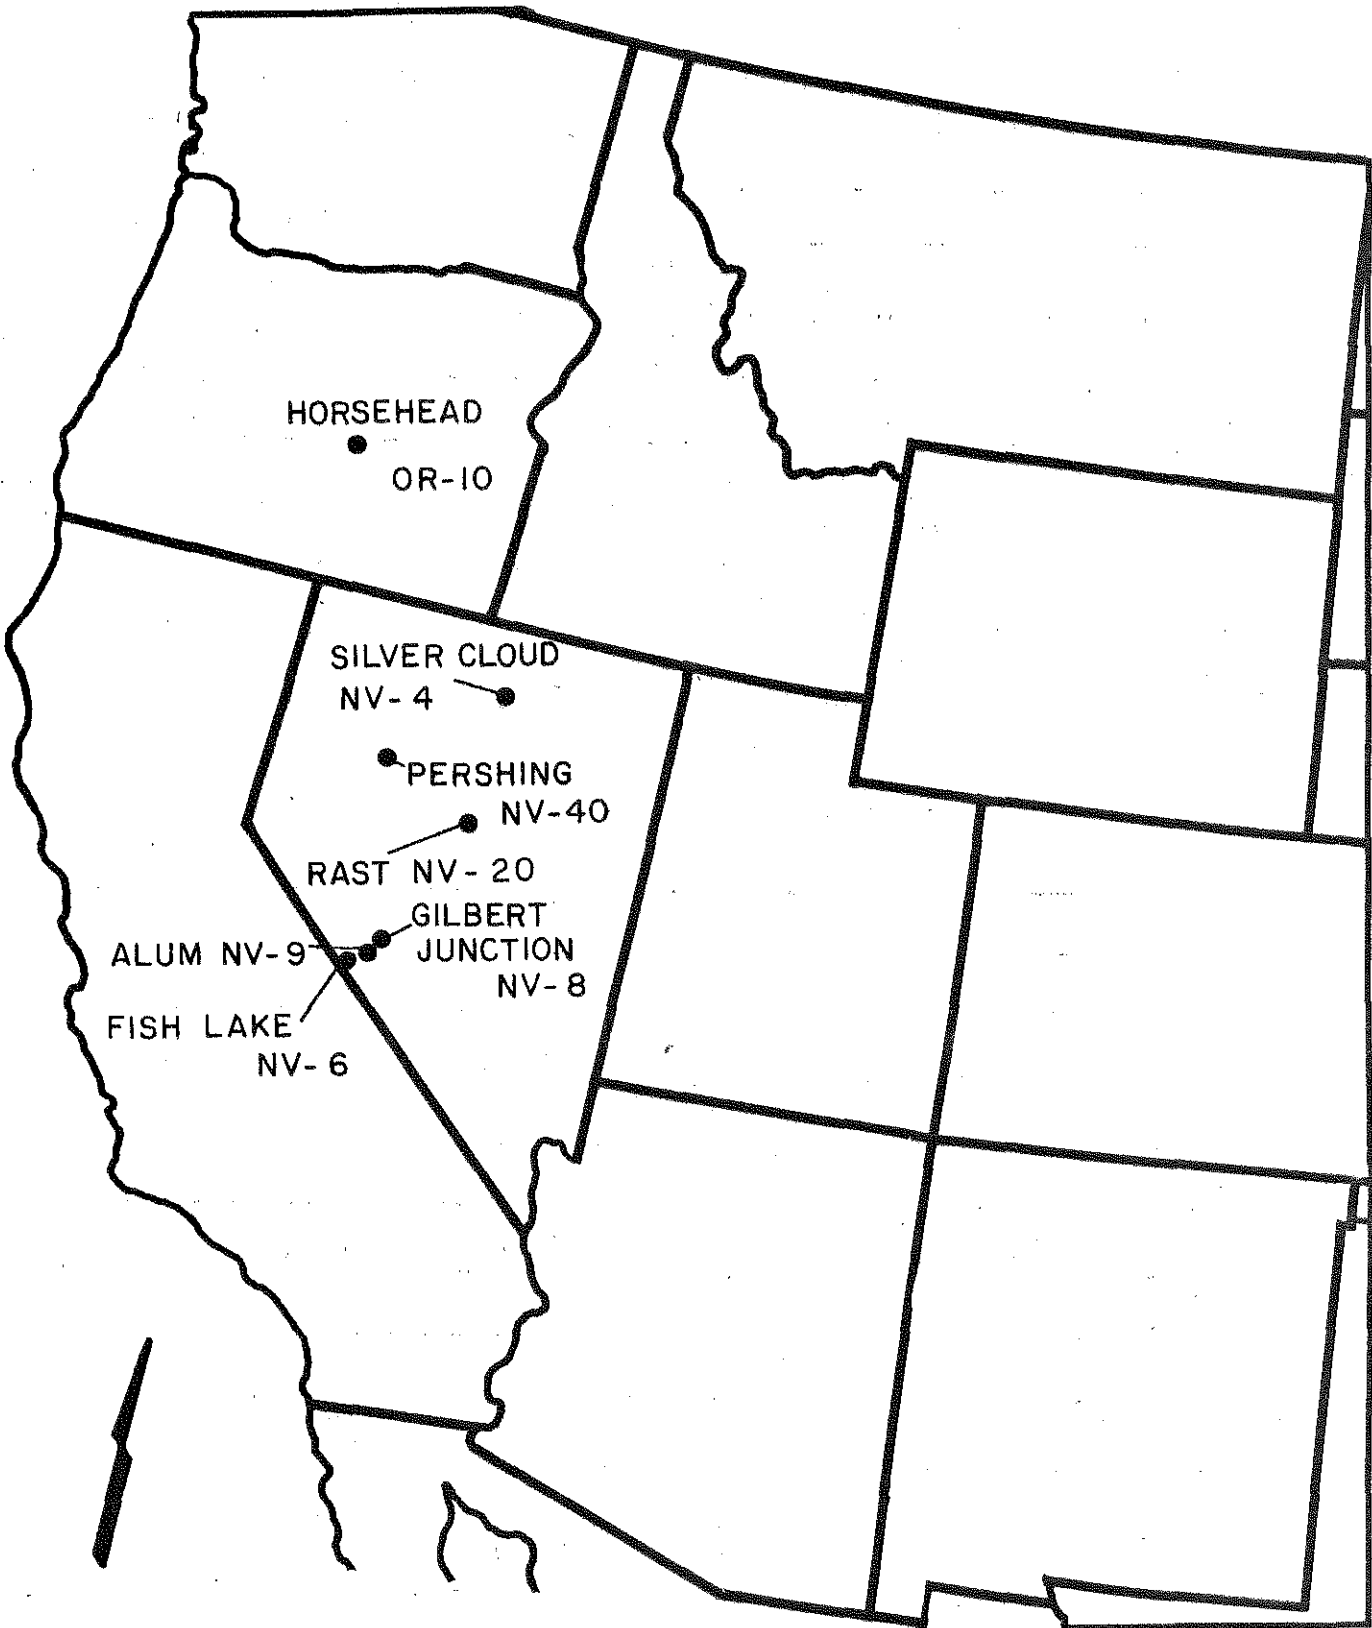 HORSEHEAD
OR-10
SILVER CLOUD
NV-4
PERSHING
NV-40
RAST NV-20
GILBERT
JUNCTION
NV-8
ALUM NV-9
FISH LAKE
NV-6